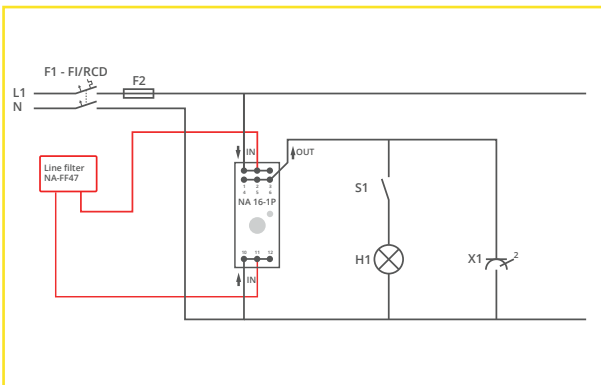 F1 - FI/RCD
F2
L1
N
IN
OUT
Line filter
NA-FF47
1 2 3
4 5 6
NA 16-1P
S1
H1
X1
2
10 11 12
IN